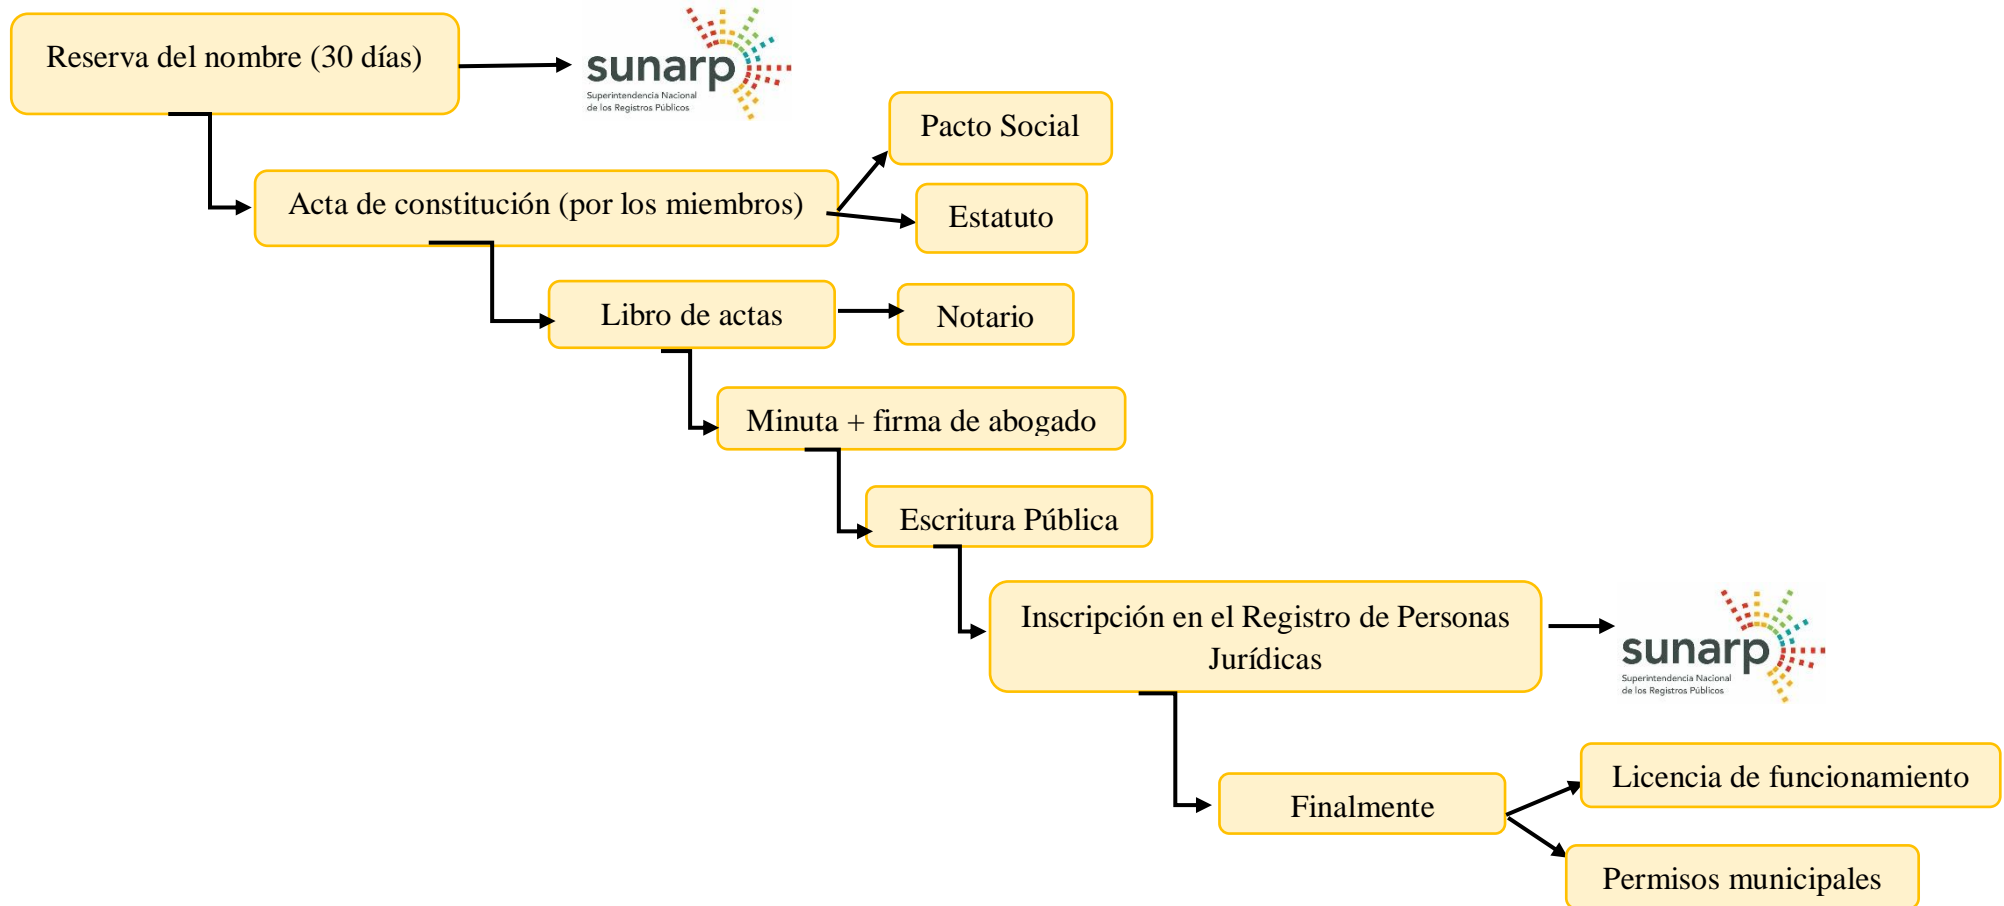 Reserva del nombre (30 días)
sunarp
Superintendencia Nacional
de los Registros Públicos
Pacto Social
Acta de constitución (por los miembros)
Estatuto
Libro de actas
Notario
Minuta + firma de abogado
Escritura Pública
Inscripción en el Registro de Personas
Jurídicas
sunarp
Superintendencia Nacional
de los Registros Públicos
Licencia de funcionamiento
Finalmente
Permisos municipales